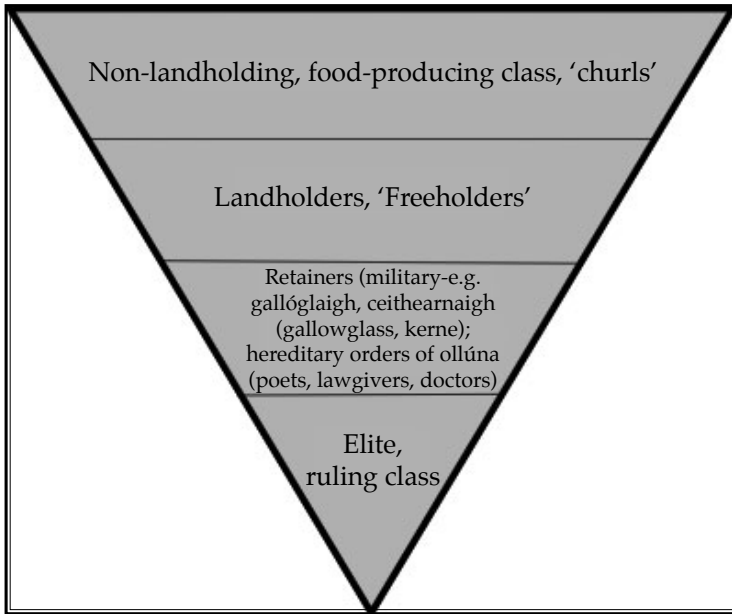 Non-landholding, food-producing class, ‘churls’
Landholders, ‘Freeholders’
Retainers (military-e.g.
gallóglaigh, ceithearnaigh
(gallowglass, kerne);
hereditary orders of ollúna
(poets, lawgivers, doctors)
Elite,
ruling class